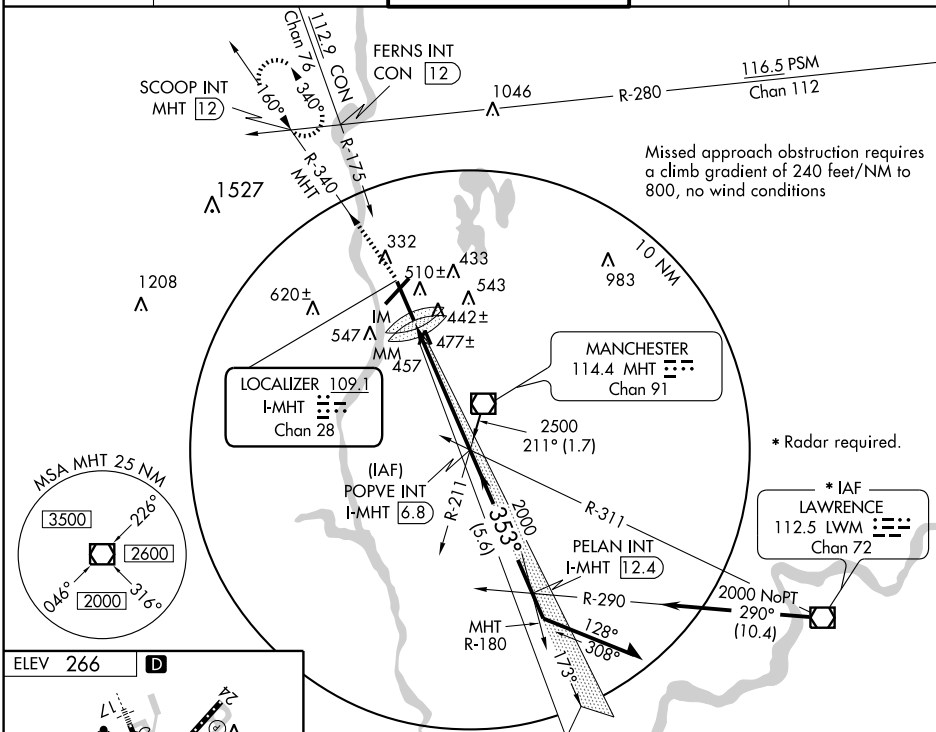 112.9 CON
Chan 76
FERNS INT
CON 12
SCOOP INT
MHT 12
160°
340°
1046
R-280
116.5 PSM
Chan 112
R-175
R-340
MHT
Missed approach obstruction requires
a climb gradient of 240 feet/NM to
800, no wind conditions
1527
10 NM
332
433
510±
983
1208
620±
543
IM
442±
547
477±
MM
457
MANCHESTER
114.4 MHT
Chan 91
LOCALIZER 109.1
I-MHT
Chan 28
2500
211° (1.7)
* Radar required.
(IAF)
POPVE INT
I-MHT 6.8
R-211
MSA MHT 25 NM
3500
226°
2600
046°
2000
316°
353°
2000
(5.6)
R-311
* IAF
LAWRENCE
112.5 LWM
Chan 72
PELAN INT
I-MHT 12.4
R-290
2000 NoPT
290°
(10.4)
MHT
R-180
128°
308°
173°
ELEV 266
D
17
24
A